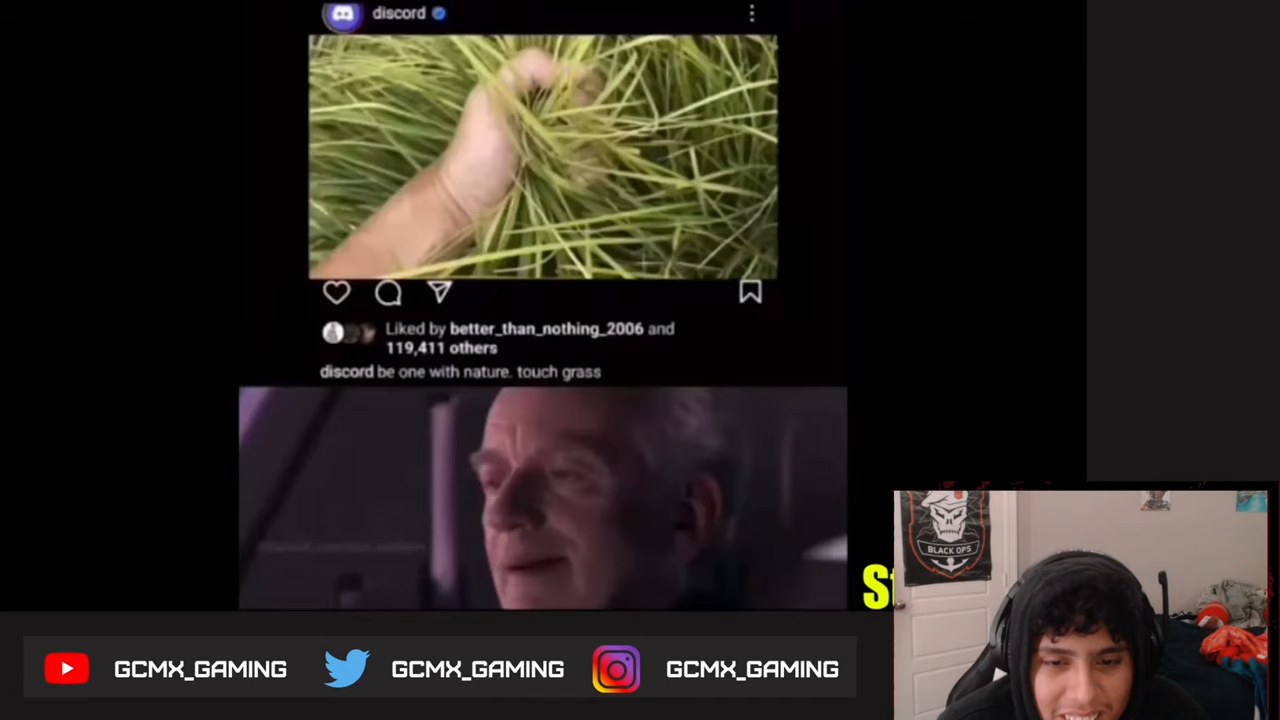 discord
Liked by better_than_nothing_2006 and
119,411 others
discord be one with nature. touch grass
BLACK OPS
GCMX_GAMING GCMX_GAMING GCMX_GAMING